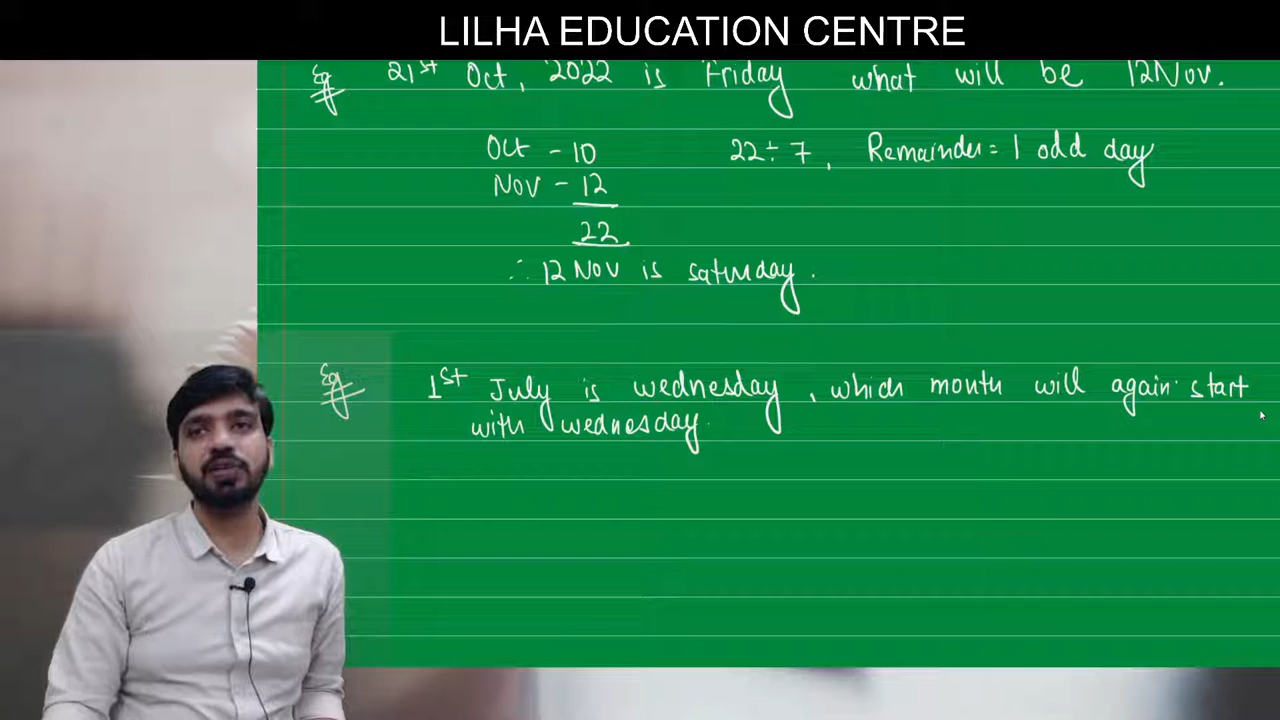 LILHA EDUCATION CENTRE
Eg 21st Oct, 2022 is Friday what will be 12Nov.
Oct - 10 22 ÷ 7, Remainder = 1 odd day
Nov - 12
22
∴ 12 Nov is saturday.
Eg 1st July is wednesday, which month will again start
with wednesday.